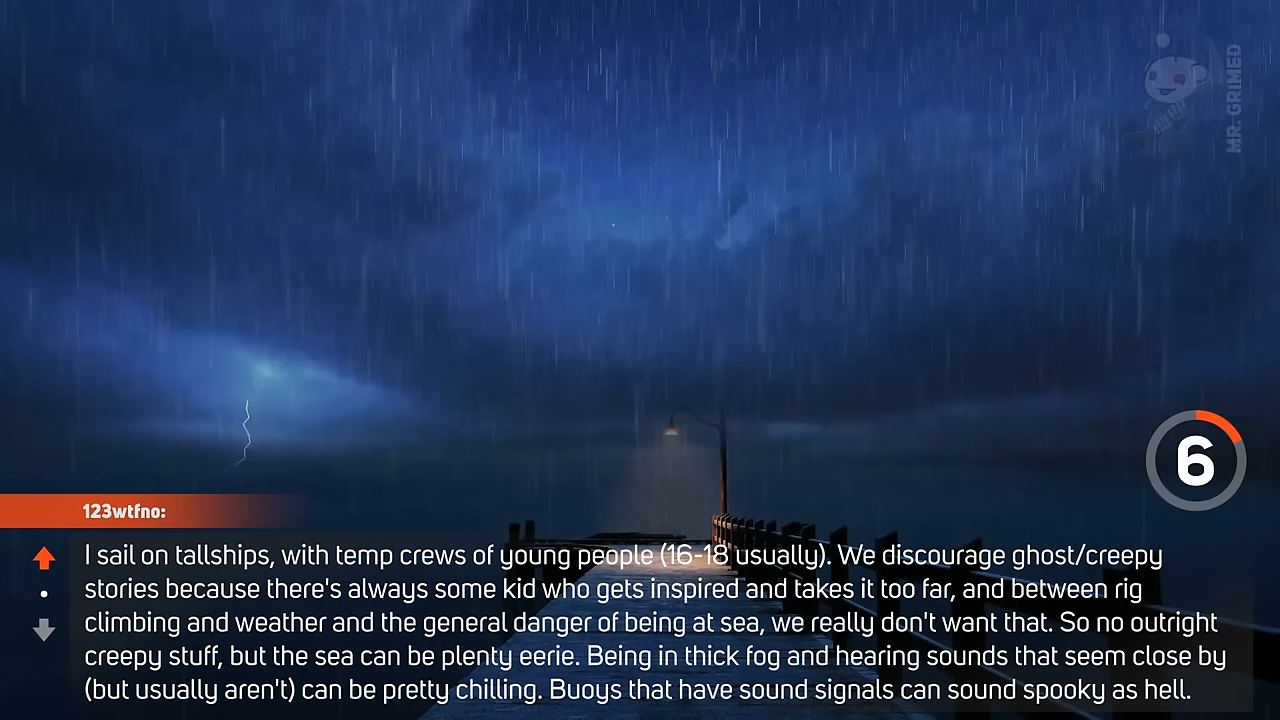 MR. GRIMED
6
123wtfno:
I sail on tallships, with temp crews of young people (16-18 usually). We discourage ghost/creepy
stories because there's always some kid who gets inspired and takes it too far, and between rig
climbing and weather and the general danger of being at sea, we really don't want that. So no outright
creepy stuff, but the sea can be plenty eerie. Being in thick fog and hearing sounds that seem close by
(but usually aren't) can be pretty chilling. Buoys that have sound signals can sound spooky as hell.